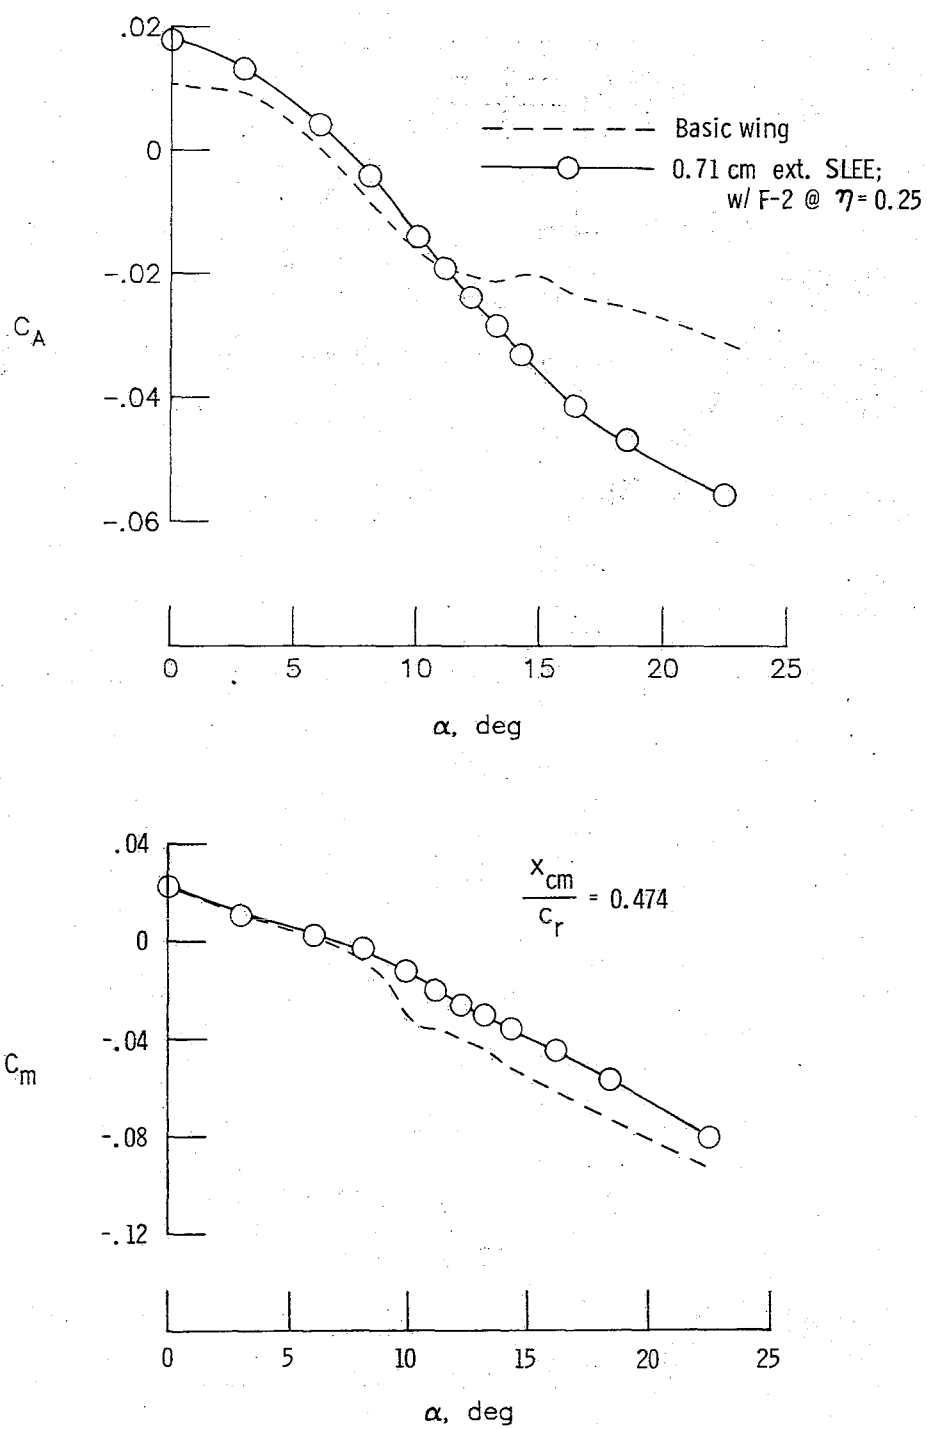 .02
0
-.02
-.04
-.06
C_A
Basic wing
0.71 cm ext. SLEE;
w/ F-2 @ η = 0.25
0 5 10 15 20 25
α, deg
.04
0
-.04
-.08
-.12
C_m
x_cm
c_r
= 0.474
0 5 10 15 20 25
α, deg